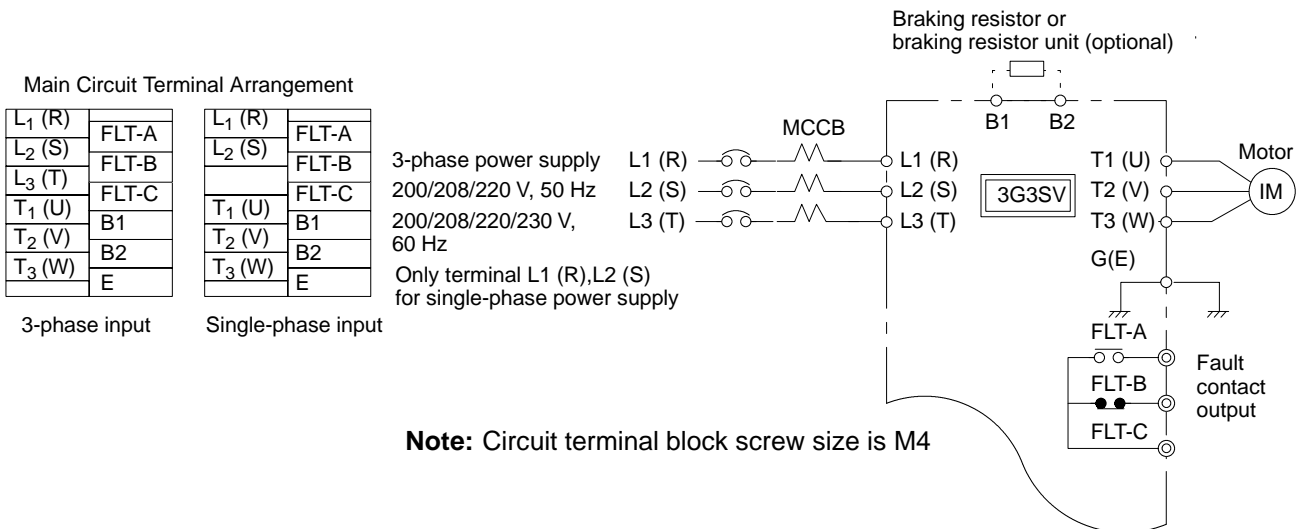 Braking resistor or
braking resistor unit (optional)
B1 B2
Main Circuit Terminal Arrangement
L1 (R)
FLT-A
L2 (S)
FLT-B
L3 (T)
FLT-C
T1 (U)
B1
T2 (V)
B2
T3 (W)
E
3-phase input
L1 (R)
FLT-A
L2 (S)
FLT-B
FLT-C
T1 (U)
B1
T2 (V)
B2
T3 (W)
E
Single-phase input
MCCB
3-phase power supply L1 (R) L1 (R)
200/208/220 V, 50 Hz L2 (S) L2 (S)
200/208/220/230 V, L3 (T) L3 (T)
60 Hz
Only terminal L1 (R),L2 (S)
for single-phase power supply
3G3SV
T1 (U)
T2 (V)
T3 (W)
Motor
IM
G(E)
FLT-A
FLT-B
FLT-C
Fault
contact
output
Note: Circuit terminal block screw size is M4